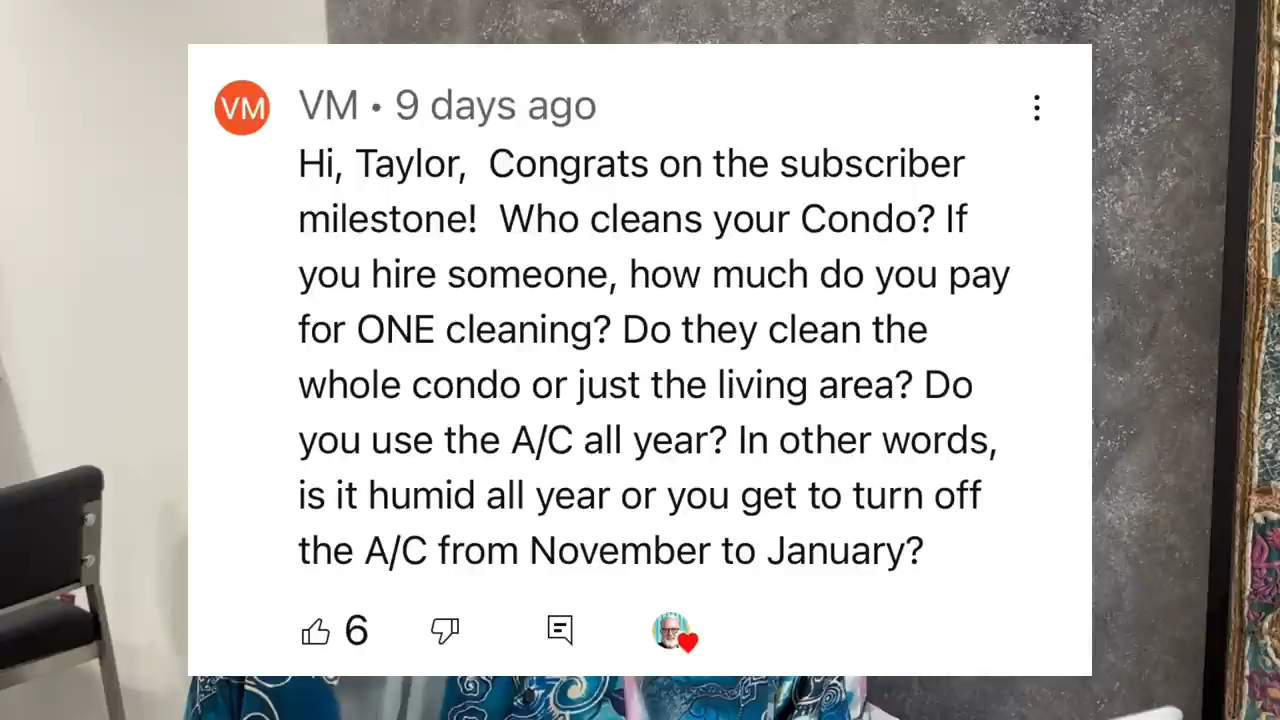 VM
VM • 9 days ago
Hi, Taylor,  Congrats on the subscriber
milestone!  Who cleans your Condo? If
you hire someone, how much do you pay
for ONE cleaning? Do they clean the
whole condo or just the living area? Do
you use the A/C all year? In other words,
is it humid all year or you get to turn off
the A/C from November to January?
6